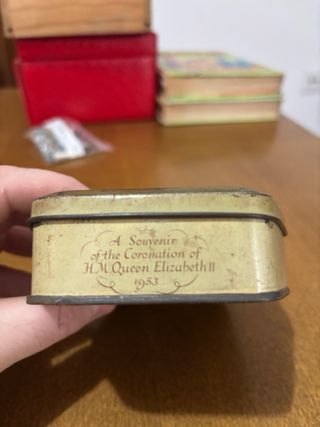 A Souvenir
of the Coronation of
H.M. Queen Elizabeth II
1953